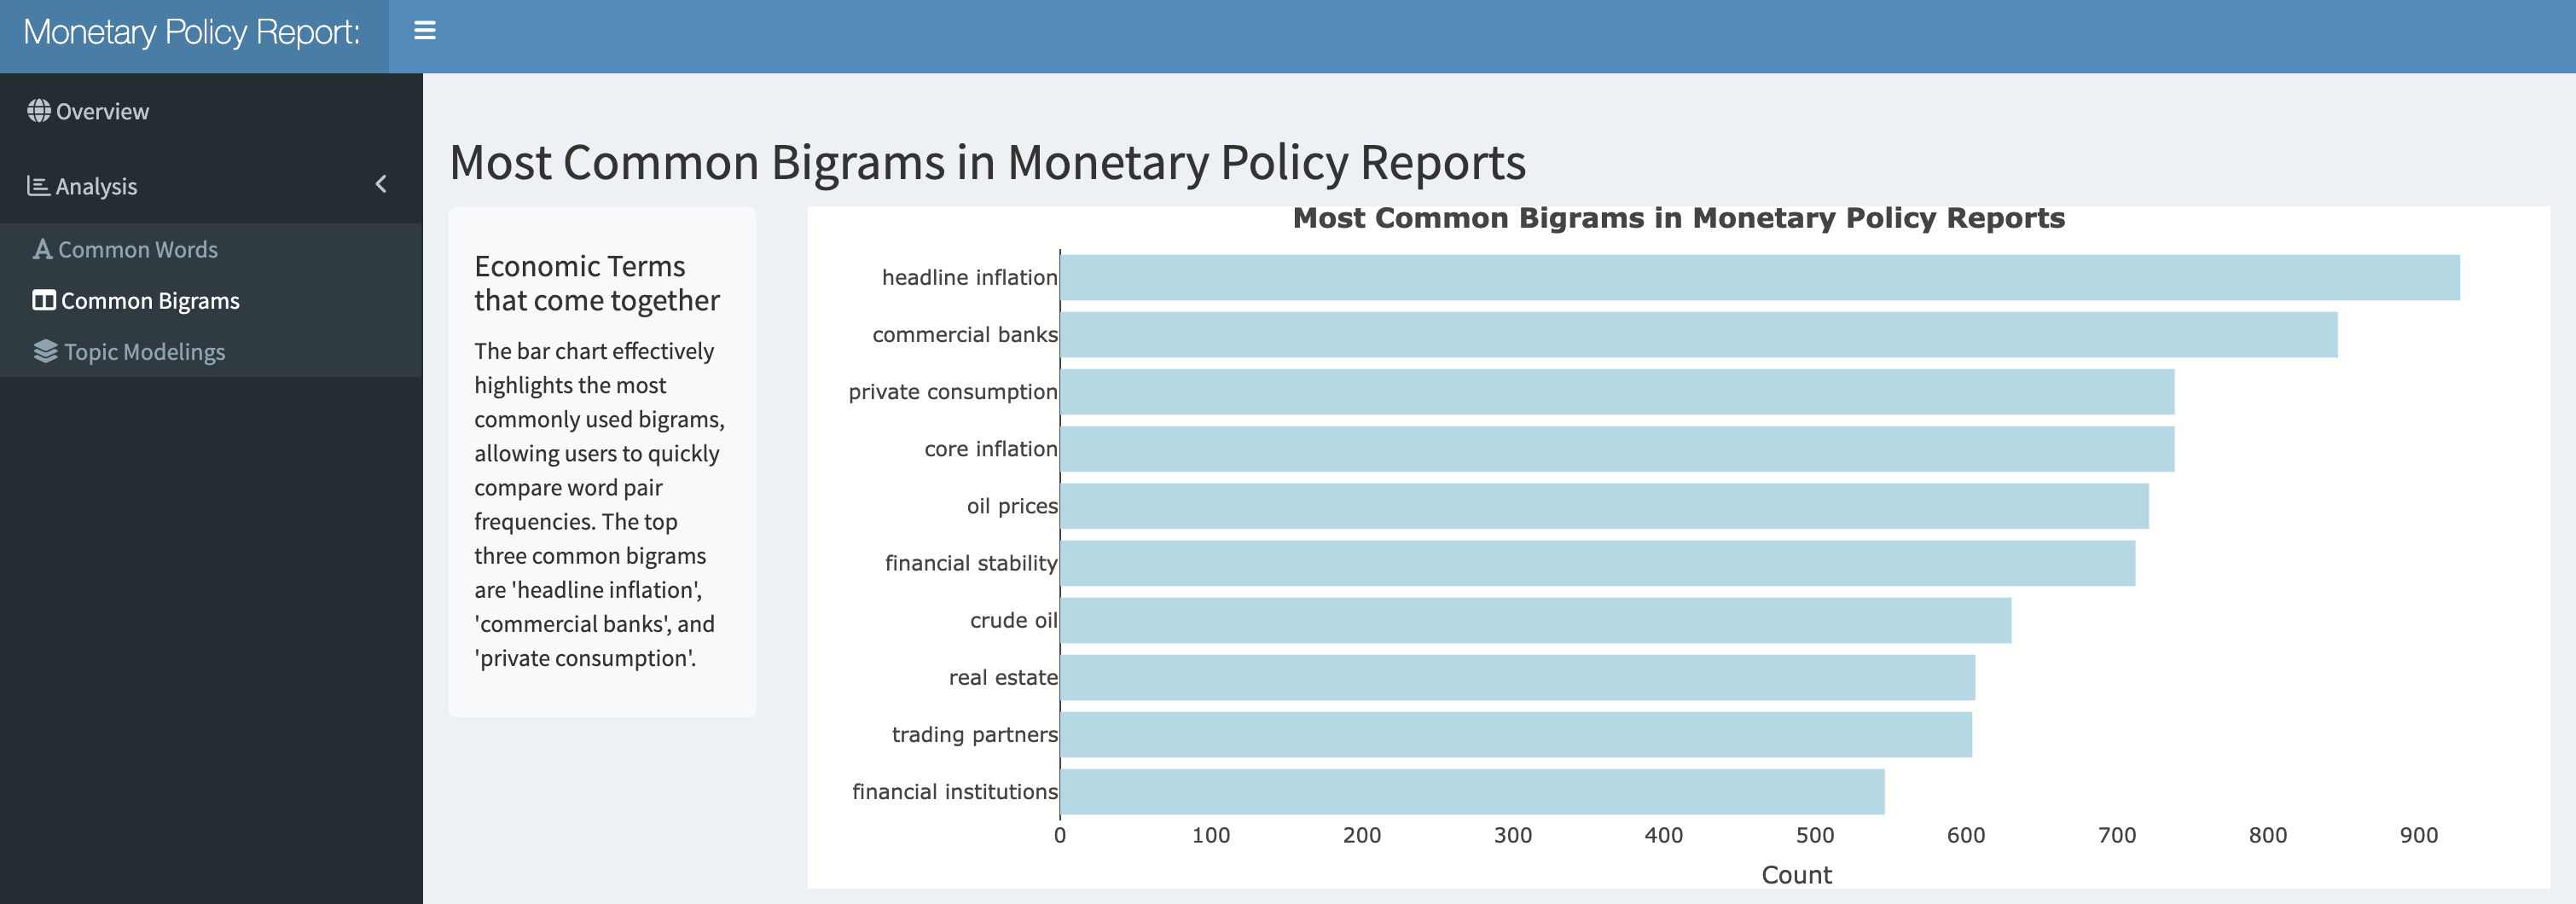 Monetary Policy Report:
Overview
Analysis
Common Words
Common Bigrams
Topic Modelings
Most Common Bigrams in Monetary Policy Reports
Economic Terms
that come together
The bar chart effectively
highlights the most
commonly used bigrams,
allowing users to quickly
compare word pair
frequencies. The top
three common bigrams
are 'headline inflation',
'commercial banks', and
'private consumption'.
Most Common Bigrams in Monetary Policy Reports
headline inflation
commercial banks
private consumption
core inflation
oil prices
financial stability
crude oil
real estate
trading partners
financial institutions
0 100 200 300 400 500 600 700 800 900
Count